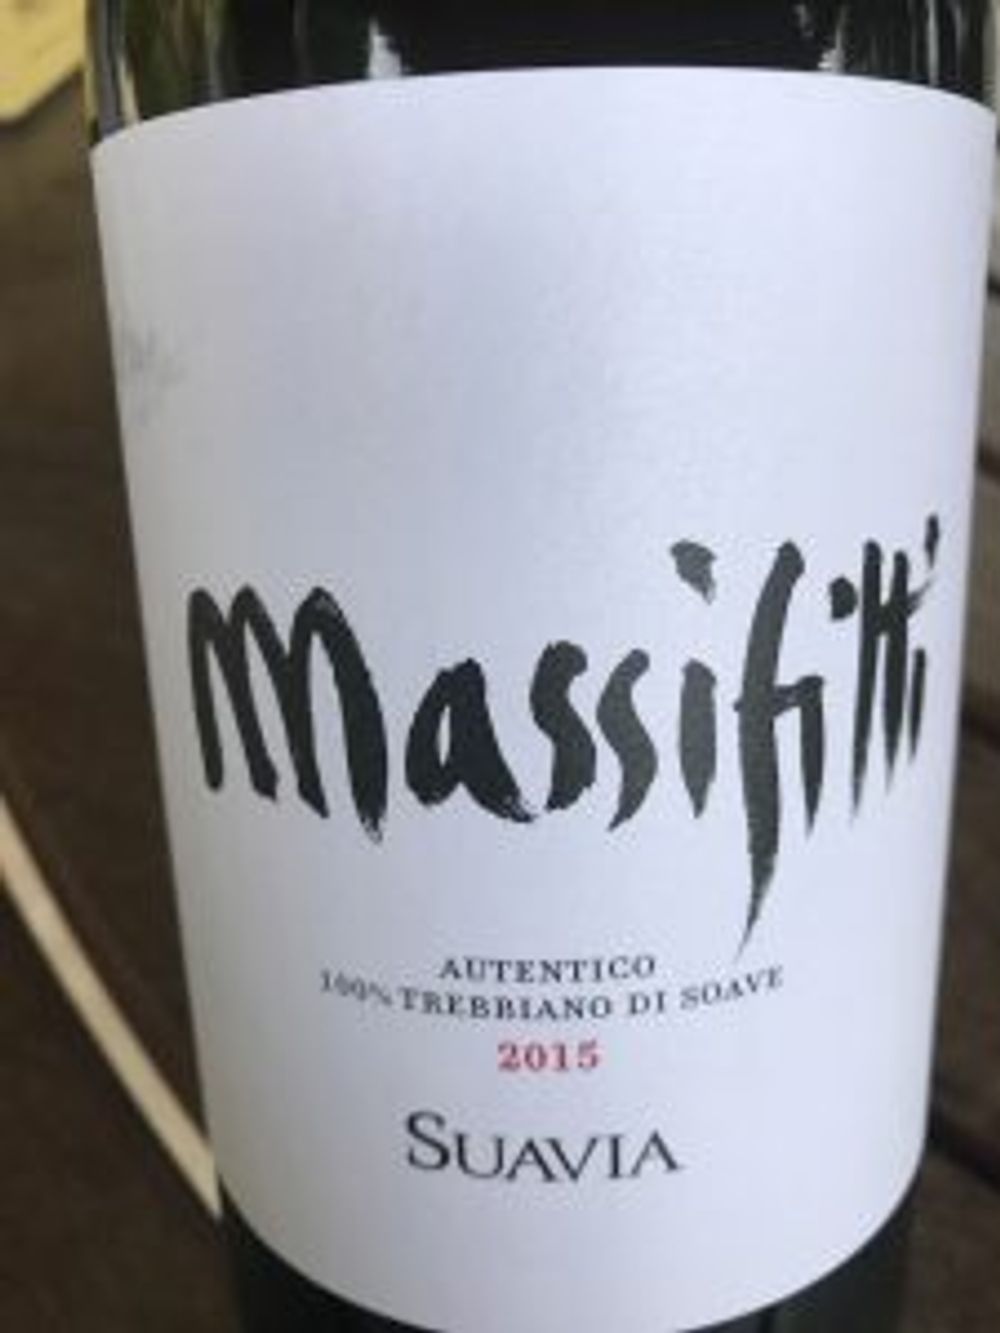 Massifitti
AUTENTICO
100% TREBBIANO DI SOAVE
2015
SUAVIA